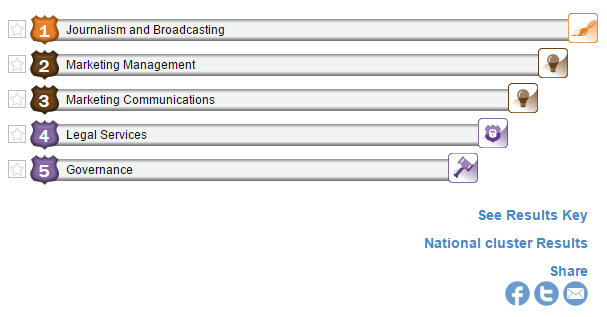 1 Journalism and Broadcasting
2 Marketing Management
3 Marketing Communications
4 Legal Services
5 Governance
See Results Key
National cluster Results
Share